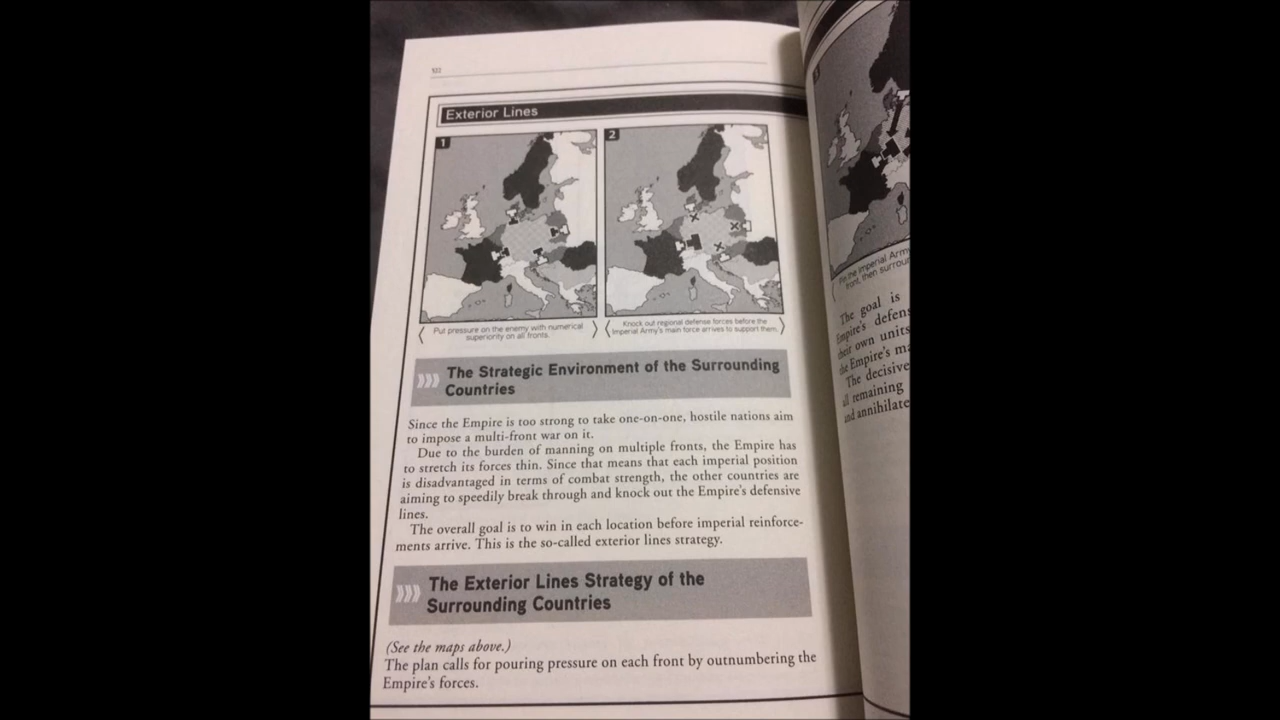 522
Exterior Lines
1
2
Put pressure on the enemy with numerical
superiority on all fronts.
Knock out regional defense forces before the
Imperial Army's main force arrives to support them.
The Strategic Environment of the Surrounding
Countries
Since the Empire is too strong to take one-on-one, hostile nations aim
to impose a multi-front war on it.
Due to the burden of manning on multiple fronts, the Empire has
to stretch its forces thin. Since that means that each imperial position
is disadvantaged in terms of combat strength, the other countries are
aiming to speedily break through and knock out the Empire's defensive
lines.
The overall goal is to win in each location before imperial reinforce-
ments arrive. This is the so-called exterior lines strategy.
The Exterior Lines Strategy of the
Surrounding Countries
(See the maps above.)
The plan calls for pouring pressure on each front by outnumbering the
Empire's forces.
the Imperial Army
front, then
The goal is
Empire's
their own units
the Empire's
The decisive
remaining
and annihilate